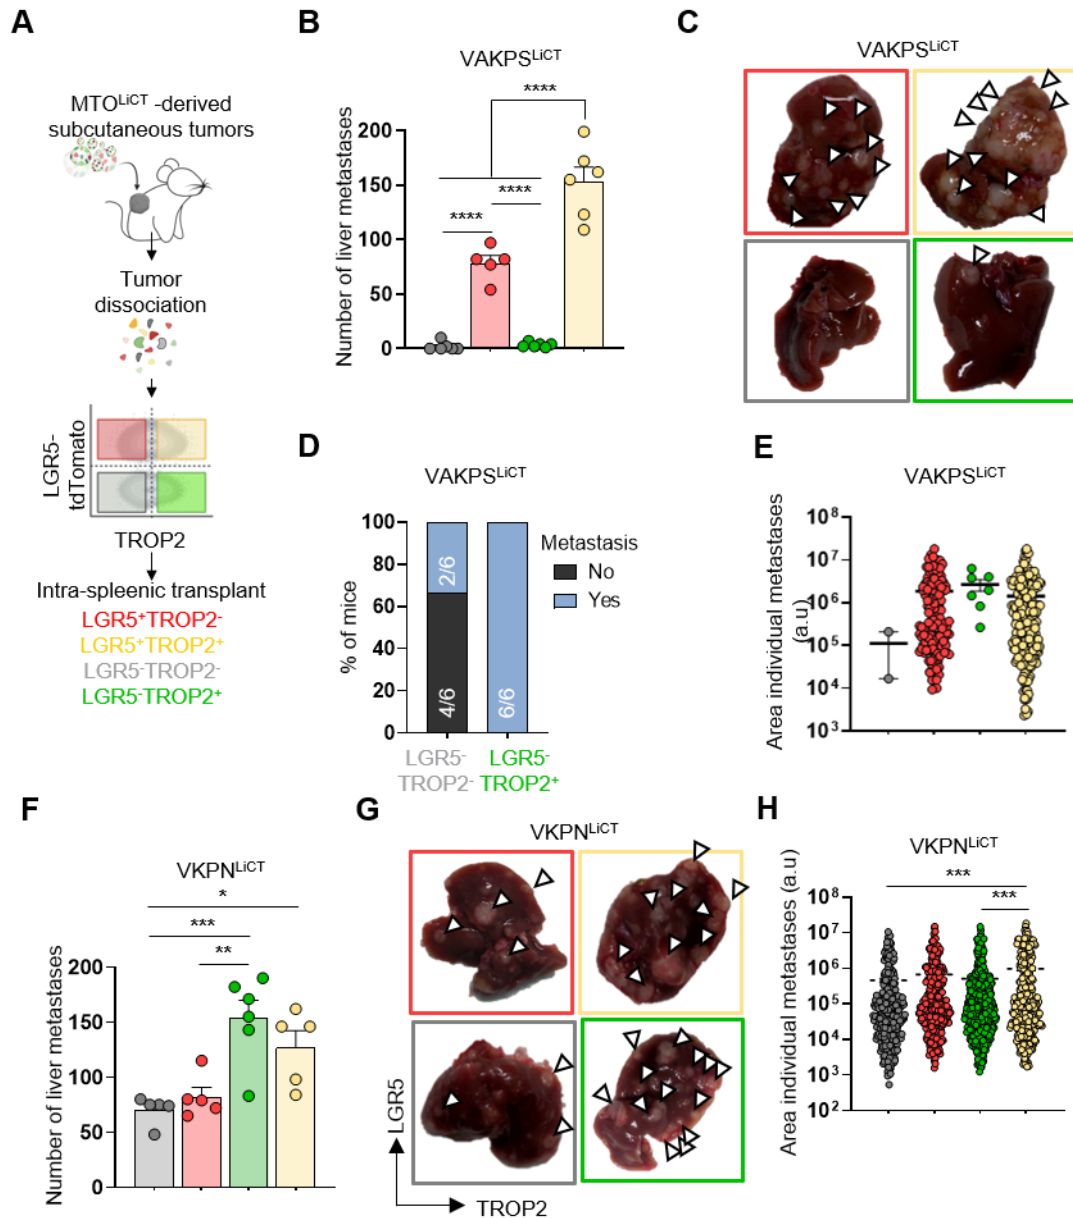 A
MTO^LiCT -derived
subcutaneous tumors
Tumor
dissociation
LGR5-
tdTomato
TROP2
Intra-spleenic transplant
LGR5⁺TROP2⁻
LGR5⁺TROP2⁺
LGR5⁻TROP2⁻
LGR5⁻TROP2⁺
B
VAKPS^LiCT
Number of liver metastases
200
150
100
50
0
****
****
****
C
VAKPS^LiCT
D
VAKPS^LiCT
% of mice
100
80
60
40
20
0
2/6
4/6
6/6
LGR5⁻
TROP2⁻
LGR5⁻
TROP2⁺
Metastasis
No
Yes
E
VAKPS^LiCT
Area individual metastases
(a.u)
10⁸
10⁷
10⁶
10⁵
10⁴
10³
F
VKPN^LiCT
Number of liver metastases
200
150
100
50
0
*
***
**
G
VKPN^LiCT
LGR5
TROP2
H
VKPN^LiCT
Area individual metastases (a.u)
10⁸
10⁷
10⁶
10⁵
10⁴
10³
10²
***
***